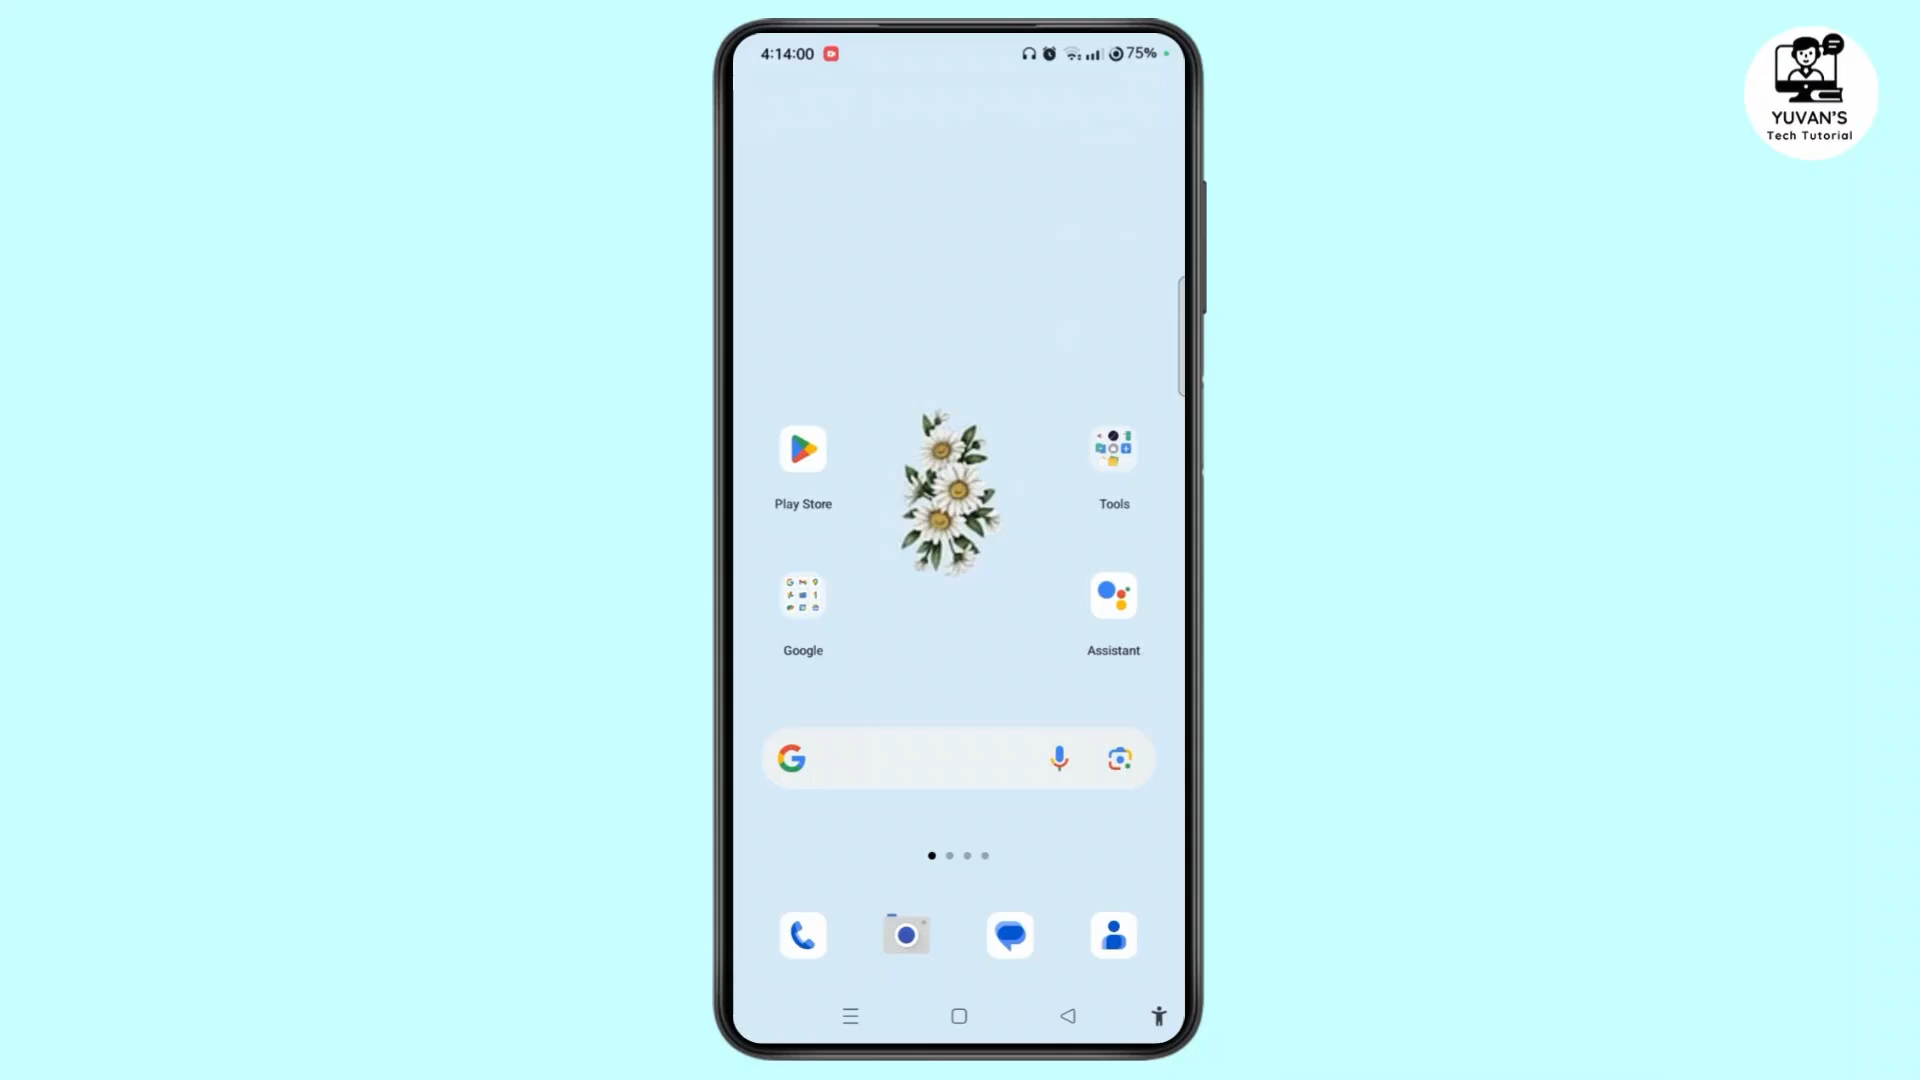 4:14:00
75%
YUVAN'S
Tech Tutorial
Play Store
Tools
Google
Assistant